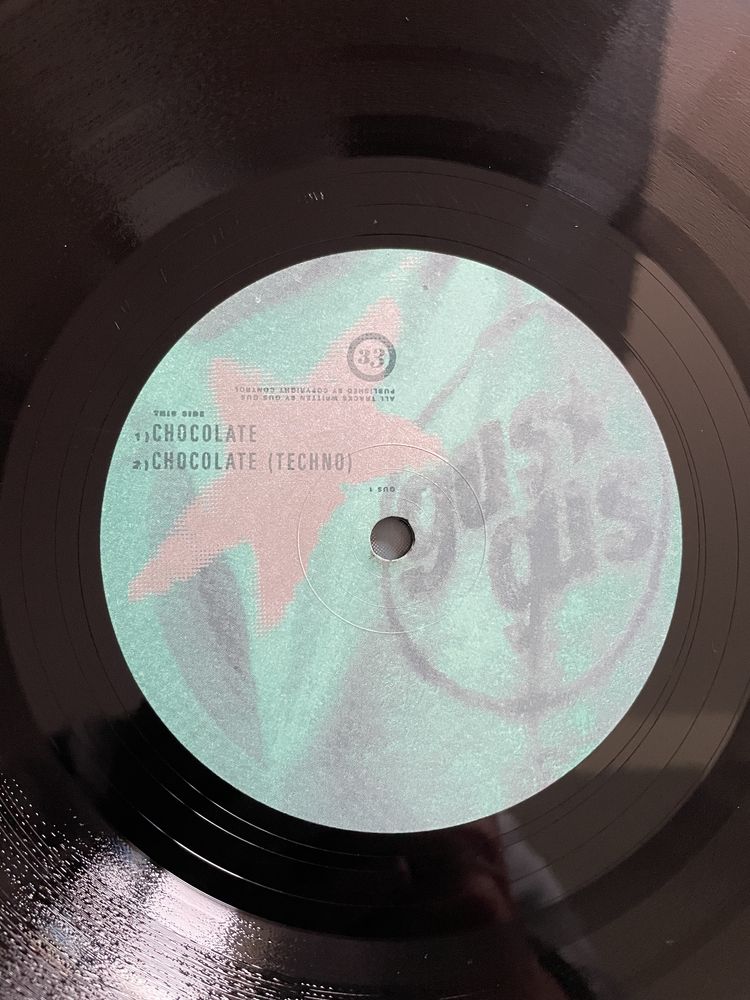 THIS SIDE
1) CHOCOLATE
2) CHOCOLATE (TECHNO)
GUS 1
ALL TRACKS WRITTEN BY GUS GUS
PUBLISHED BY COPYRIGHT CONTROL
33
gus
gus